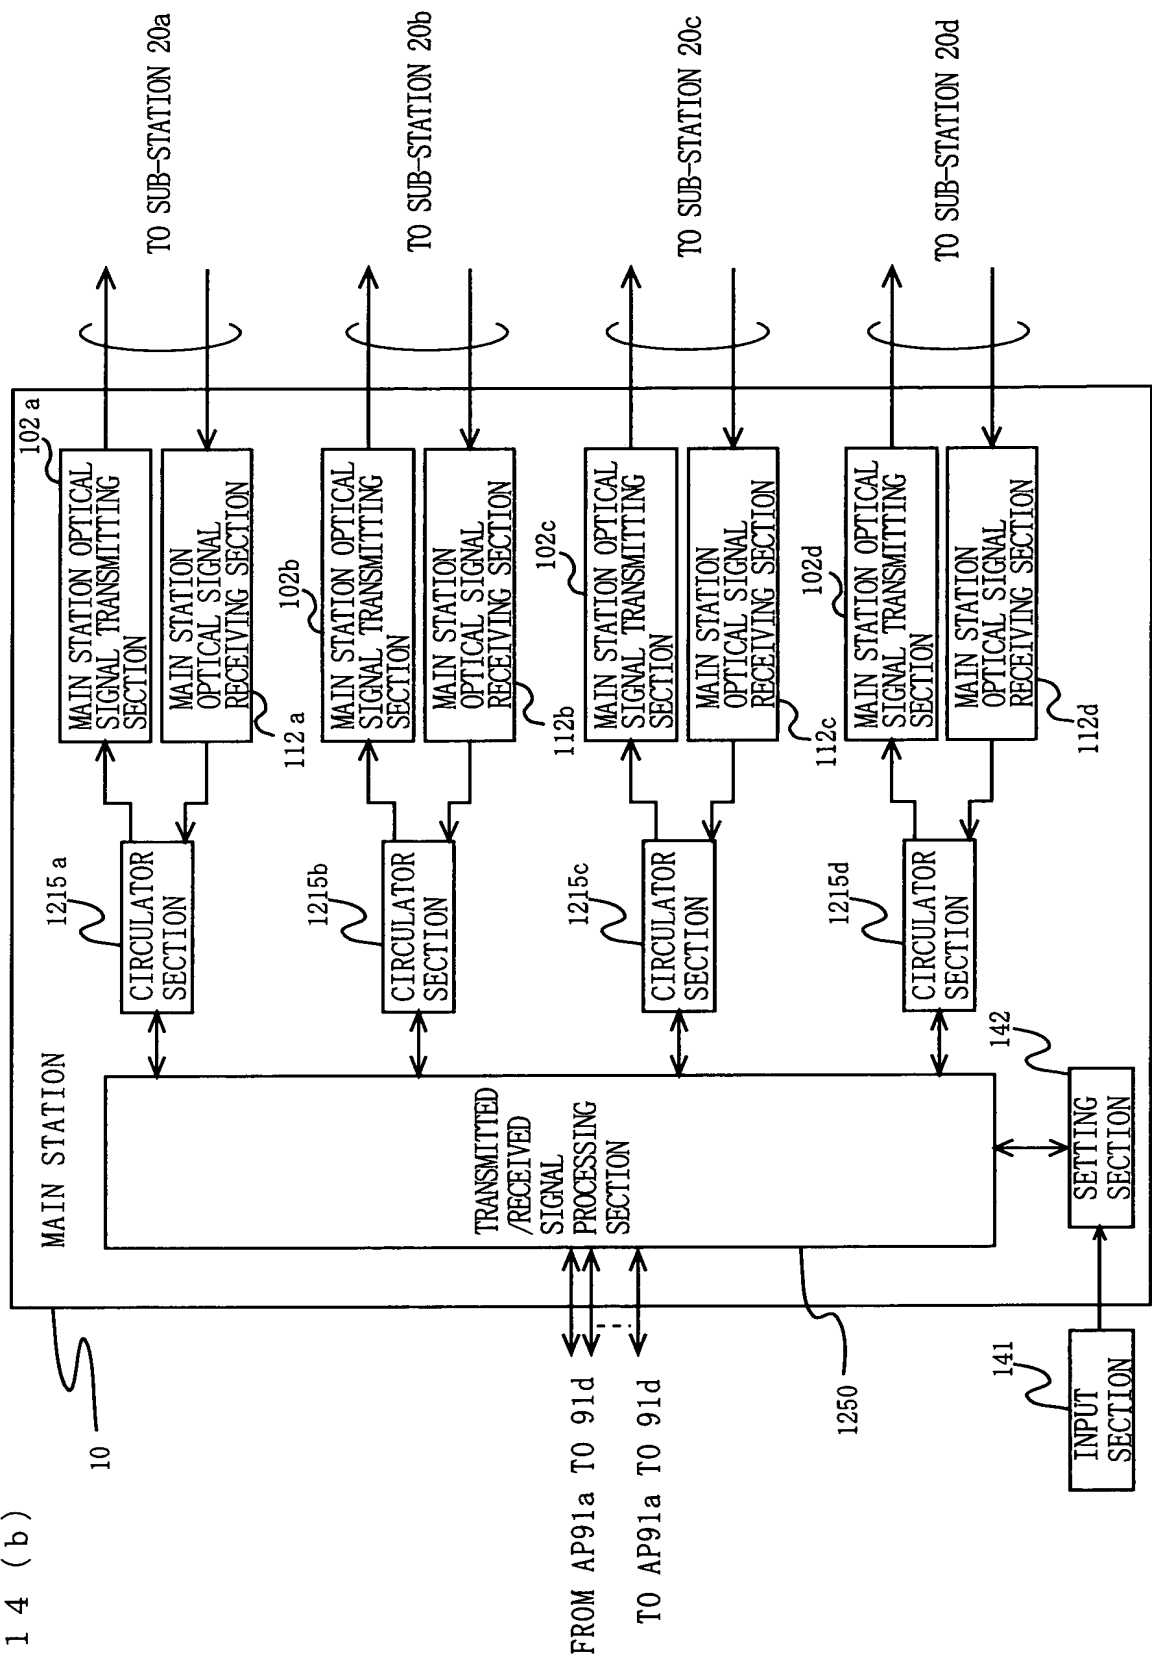 14 (b)
10
MAIN STATION
FROM AP91a TO 91d
TO AP91a TO 91d
1250
TRANSMITTED
/RECEIVED
SIGNAL
PROCESSING
SECTION
141
INPUT
SECTION
142
SETTING
SECTION
1215a
CIRCULATOR
SECTION
102a
MAIN STATION OPTICAL
SIGNAL TRANSMITTING
SECTION
MAIN STATION
OPTICAL SIGNAL
RECEIVING SECTION
112a
TO SUB-STATION 20a
1215b
CIRCULATOR
SECTION
102b
MAIN STATION OPTICAL
SIGNAL TRANSMITTING
SECTION
MAIN STATION
OPTICAL SIGNAL
RECEIVING SECTION
112b
TO SUB-STATION 20b
1215c
CIRCULATOR
SECTION
102c
MAIN STATION OPTICAL
SIGNAL TRANSMITTING
SECTION
MAIN STATION
OPTICAL SIGNAL
RECEIVING SECTION
112c
TO SUB-STATION 20c
1215d
CIRCULATOR
SECTION
102d
MAIN STATION OPTICAL
SIGNAL TRANSMITTING
SECTION
MAIN STATION
OPTICAL SIGNAL
RECEIVING SECTION
112d
TO SUB-STATION 20d